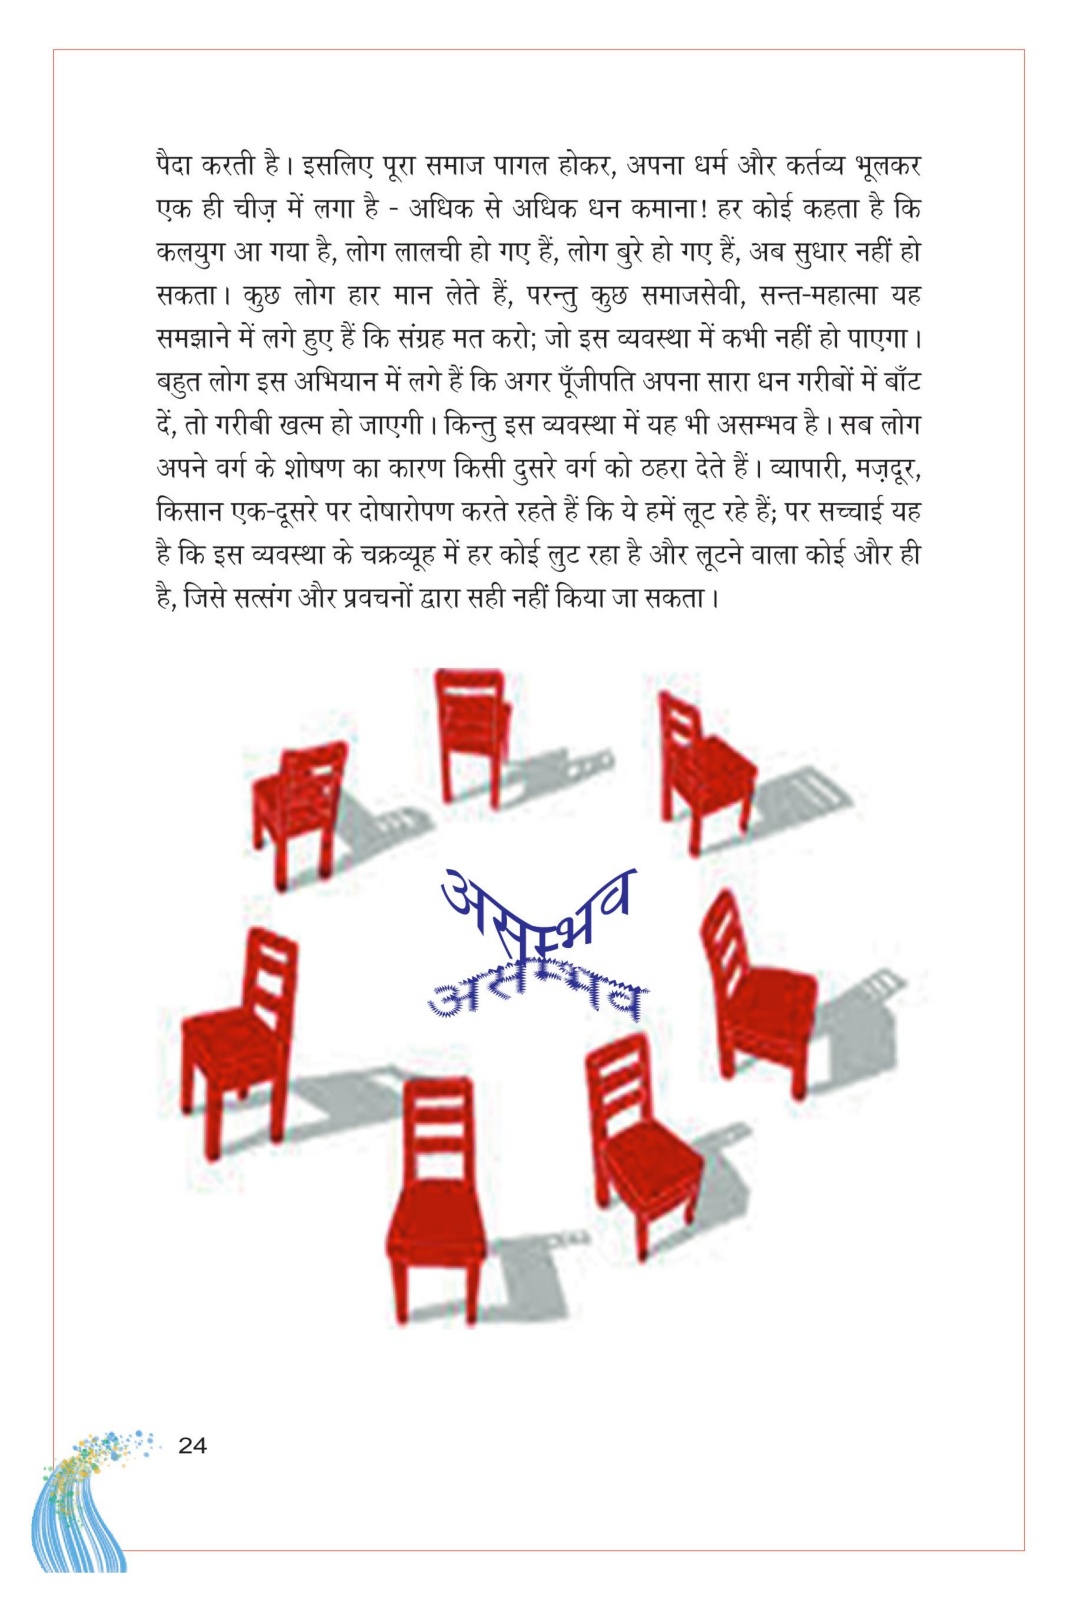 पैदा करती है। इसलिए पूरा समाज पागल होकर, अपना धर्म और कर्तव्य भूलकर
एक ही चीज़ में लगा है - अधिक से अधिक धन कमाना! हर कोई कहता है कि
कलयुग आ गया है, लोग लालची हो गए हैं, लोग बुरे हो गए हैं, अब सुधार नहीं हो
सकता। कुछ लोग हार मान लेते हैं, परन्तु कुछ समाजसेवी, सन्त-महात्मा यह
समझाने में लगे हुए हैं कि संग्रह मत करो; जो इस व्यवस्था में कभी नहीं हो पाएगा।
बहुत लोग इस अभियान में लगे हैं कि अगर पूँजीपति अपना सारा धन गरीबों में बाँट
दें, तो गरीबी खत्म हो जाएगी। किन्तु इस व्यवस्था में यह भी असम्भव है। सब लोग
अपने वर्ग के शोषण का कारण किसी दुसरे वर्ग को ठहरा देते हैं। व्यापारी, मज़दूर,
किसान एक-दूसरे पर दोषारोपण करते रहते हैं कि ये हमें लूट रहे हैं; पर सच्चाई यह
है कि इस व्यवस्था के चक्रव्यूह में हर कोई लुट रहा है और लूटने वाला कोई और ही
है, जिसे सत्संग और प्रवचनों द्वारा सही नहीं किया जा सकता।
असम्भव
असम्भव
24